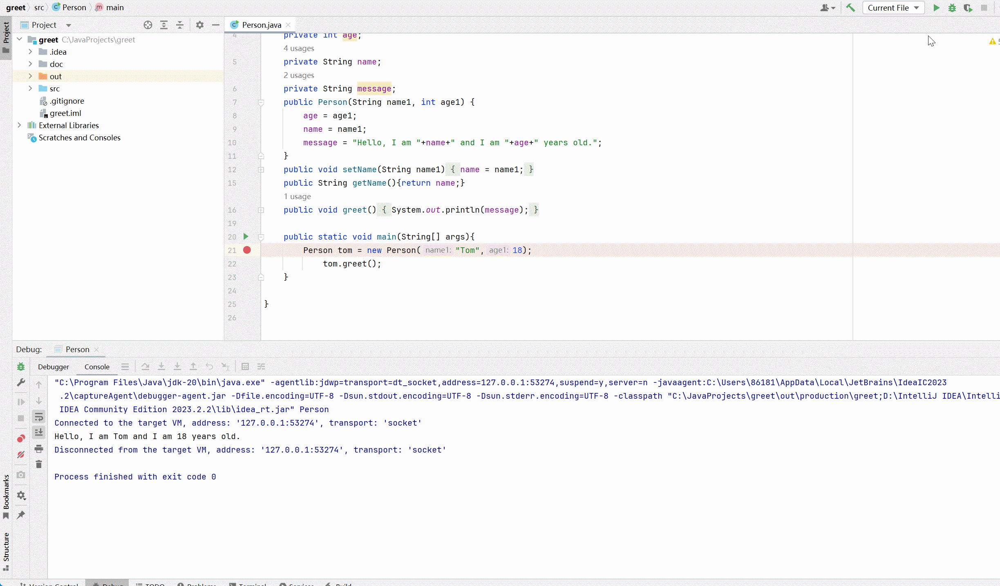 greet src Person main
Current File
Project
Project
Person.java
greet C:\JavaProjects\greet
.idea
doc
out
src
.gitignore
greet.iml
External Libraries
Scratches and Consoles
4 private int age;
4 usages
5 private String name;
2 usages
6 private String message;
7 public Person(String name1, int age1) {
8 age = age1;
9 name = name1;
10 message = "Hello, I am "+name+" and I am "+age+" years old.";
11 }
12 public void setName(String name1) { name = name1; }
15 public String getName(){return name;}
1 usage
16 public void greet() { System.out.println(message); }
19
20 public static void main(String[] args){
21 Person tom = new Person( name1: "Tom", age1: 18);
22 tom.greet();
23 }
24
25 }
26
Debug: Person
Debugger Console
"C:\Program Files\Java\jdk-20\bin\java.exe" -agentlib:jdwp=transport=dt_socket,address=127.0.0.1:53274,suspend=y,server=n -javaagent:C:\Users\86181\AppData\Local\JetBrains\IdeaIC2023
.2\captureAgent\debugger-agent.jar -Dfile.encoding=UTF-8 -Dsun.stdout.encoding=UTF-8 -Dsun.stderr.encoding=UTF-8 -classpath "C:\JavaProjects\greet\out\production\greet;D:\IntelliJ IDEA\Intelli
IDEA Community Edition 2023.2.2\lib\idea_rt.jar" Person
Connected to the target VM, address: '127.0.0.1:53274', transport: 'socket'
Hello, I am Tom and I am 18 years old.
Disconnected from the target VM, address: '127.0.0.1:53274', transport: 'socket'
Process finished with exit code 0
Bookmarks
Structure
Version Control Debug TODO Problems Terminal Services Build